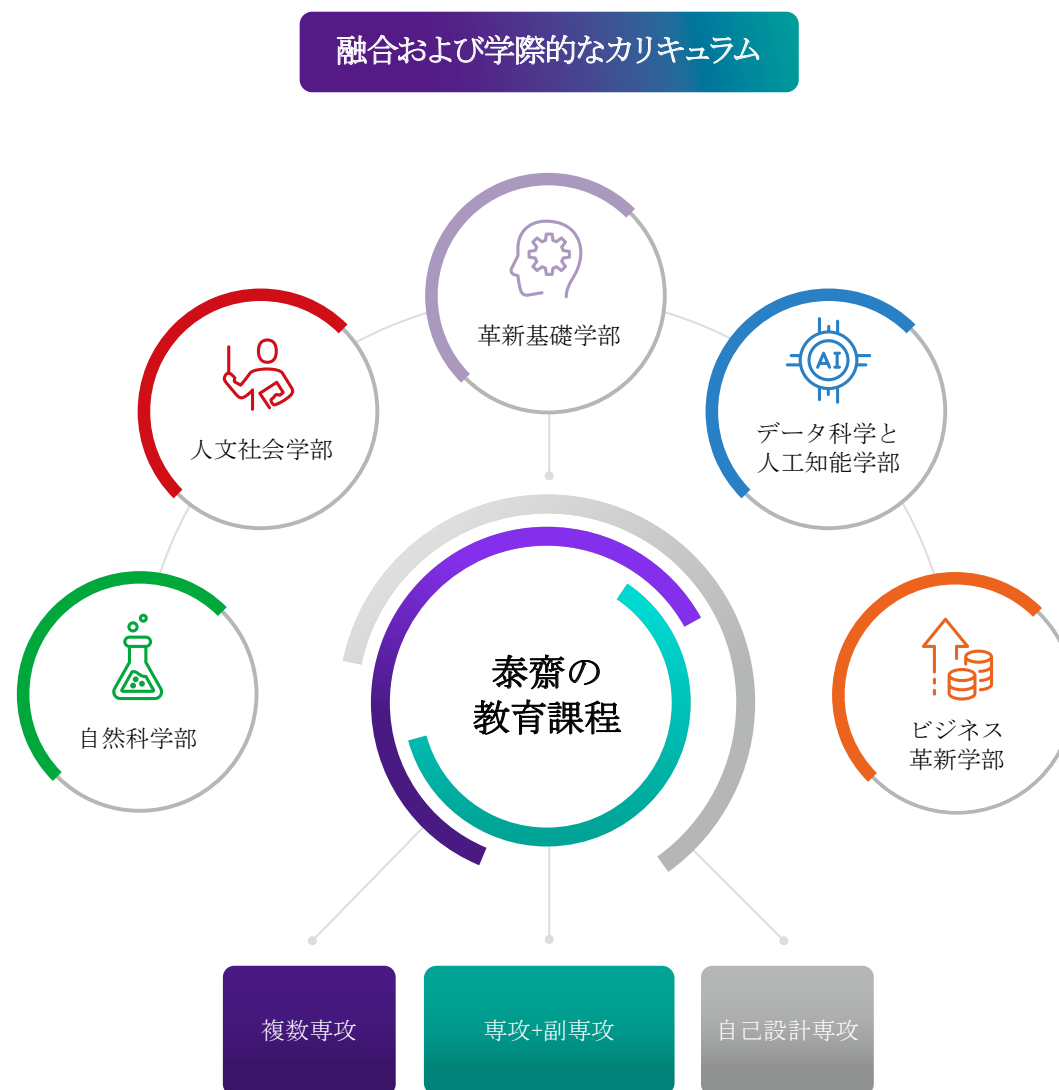 融合および学際的なカリキュラム
革新基礎学部
人文社会学部
データ科学と
人工知能学部
AI
自然科学部
ビジネス
革新学部
泰齋の
教育課程
複数専攻
専攻+副専攻
自己設計専攻